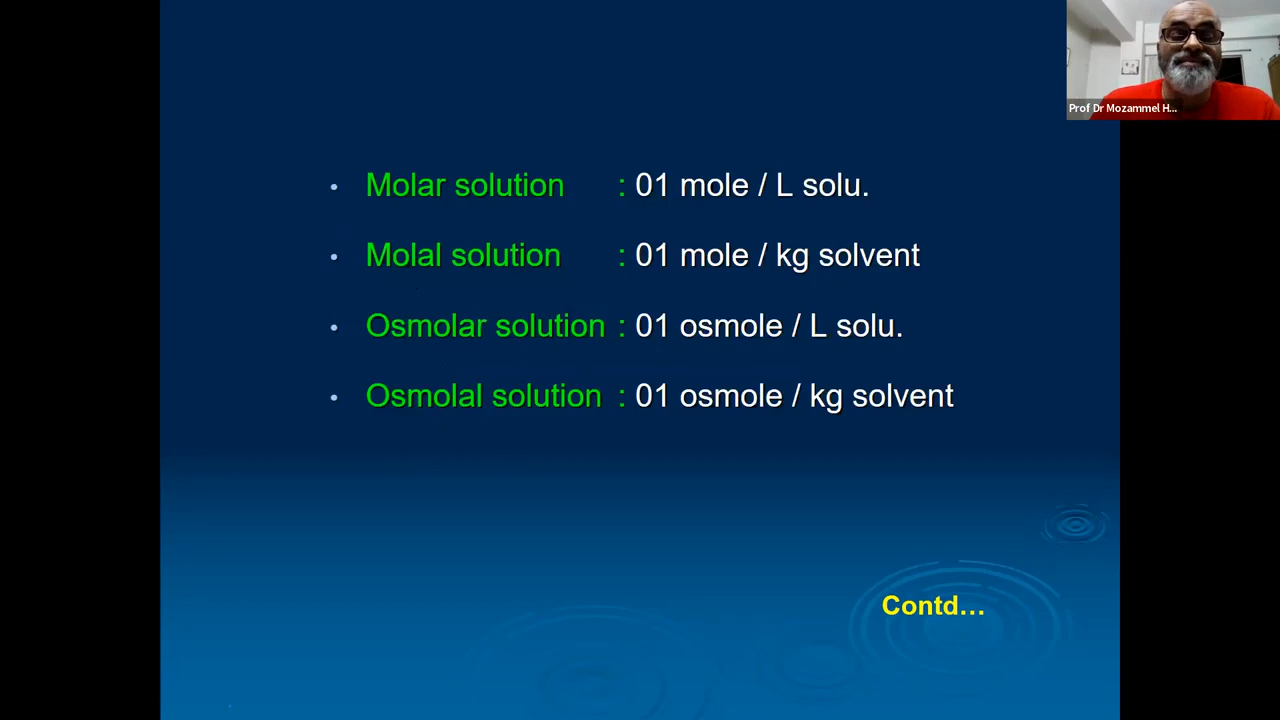 Prof Dr Mozammel H...
• Molar solution : 01 mole / L solu.
• Molal solution : 01 mole / kg solvent
• Osmolar solution : 01 osmole / L solu.
• Osmolal solution : 01 osmole / kg solvent
Contd...